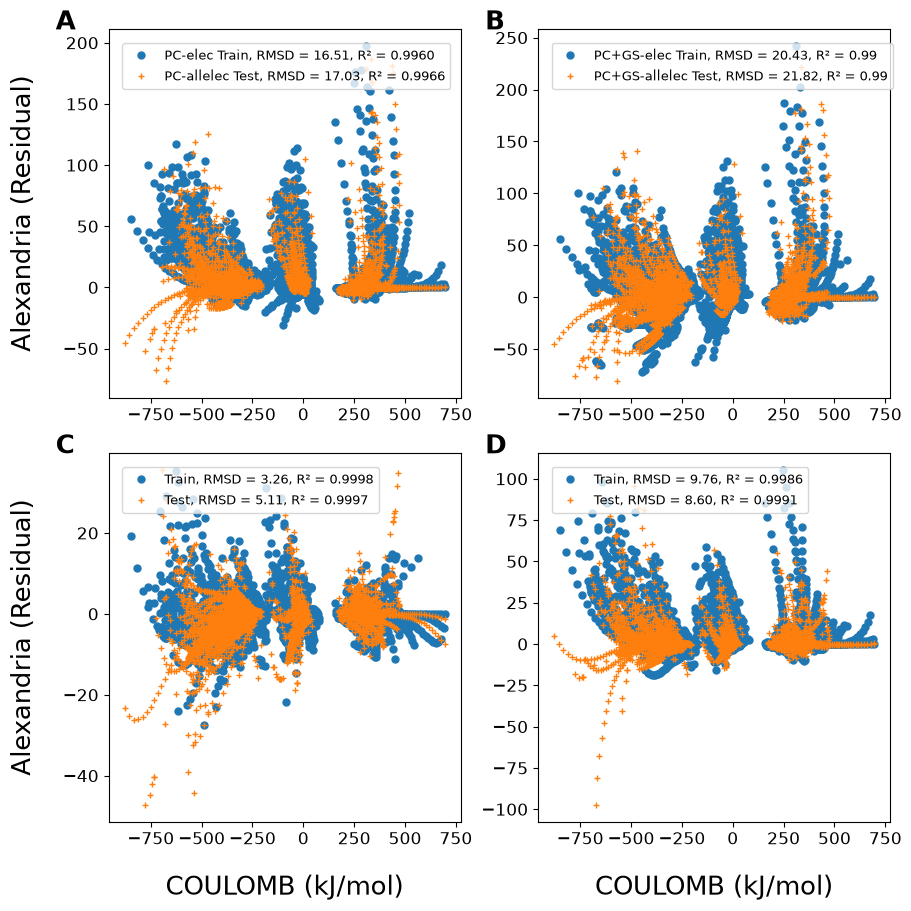 A
PC-elec Train, RMSD = 16.51, R² = 0.9960
PC-allelec Test, RMSD = 17.03, R² = 0.9966
200
150
100
50
0
−50
−750 −500 −250 0 250 500 750
Alexandria (Residual)
B
PC+GS-elec Train, RMSD = 20.43, R² = 0.99
PC+GS-allelec Test, RMSD = 21.82, R² = 0.99
250
200
150
100
50
0
−50
−750 −500 −250 0 250 500 750
C
Train, RMSD = 3.26, R² = 0.9998
Test, RMSD = 5.11, R² = 0.9997
20
0
−20
−40
−750 −500 −250 0 250 500 750
Alexandria (Residual)
COULOMB (kJ/mol)
D
Train, RMSD = 9.76, R² = 0.9986
Test, RMSD = 8.60, R² = 0.9991
100
75
50
25
0
−25
−50
−75
−100
−750 −500 −250 0 250 500 750
COULOMB (kJ/mol)